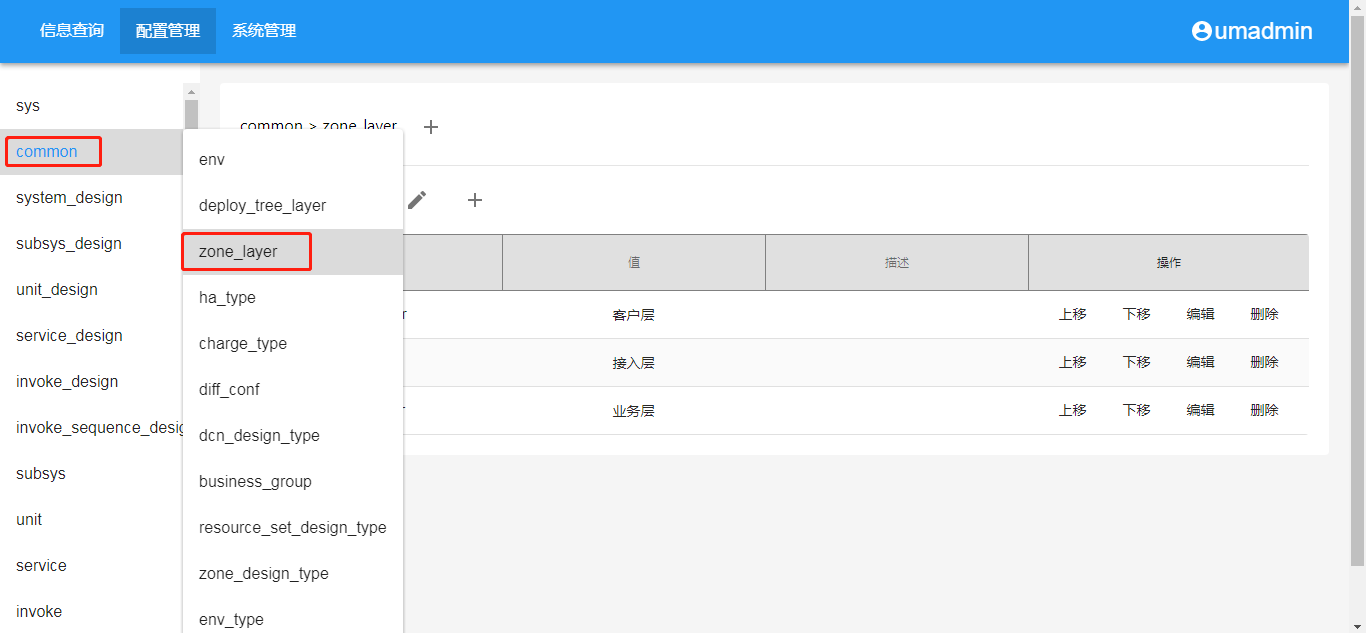 信息查询 配置管理 系统管理 umadmin
sys
common
system_design
subsys_design
unit_design
service_design
invoke_design
invoke_sequence_desig
subsys
unit
service
invoke
env
deploy_tree_layer
zone_layer
ha_type
charge_type
diff_conf
dcn_design_type
business_group
resource_set_design_type
zone_design_type
env_type
common > zone_layer
值 描述 操作
r 客户层 上移 下移 编辑 删除
接入层 上移 下移 编辑 删除
业务层 上移 下移 编辑 删除